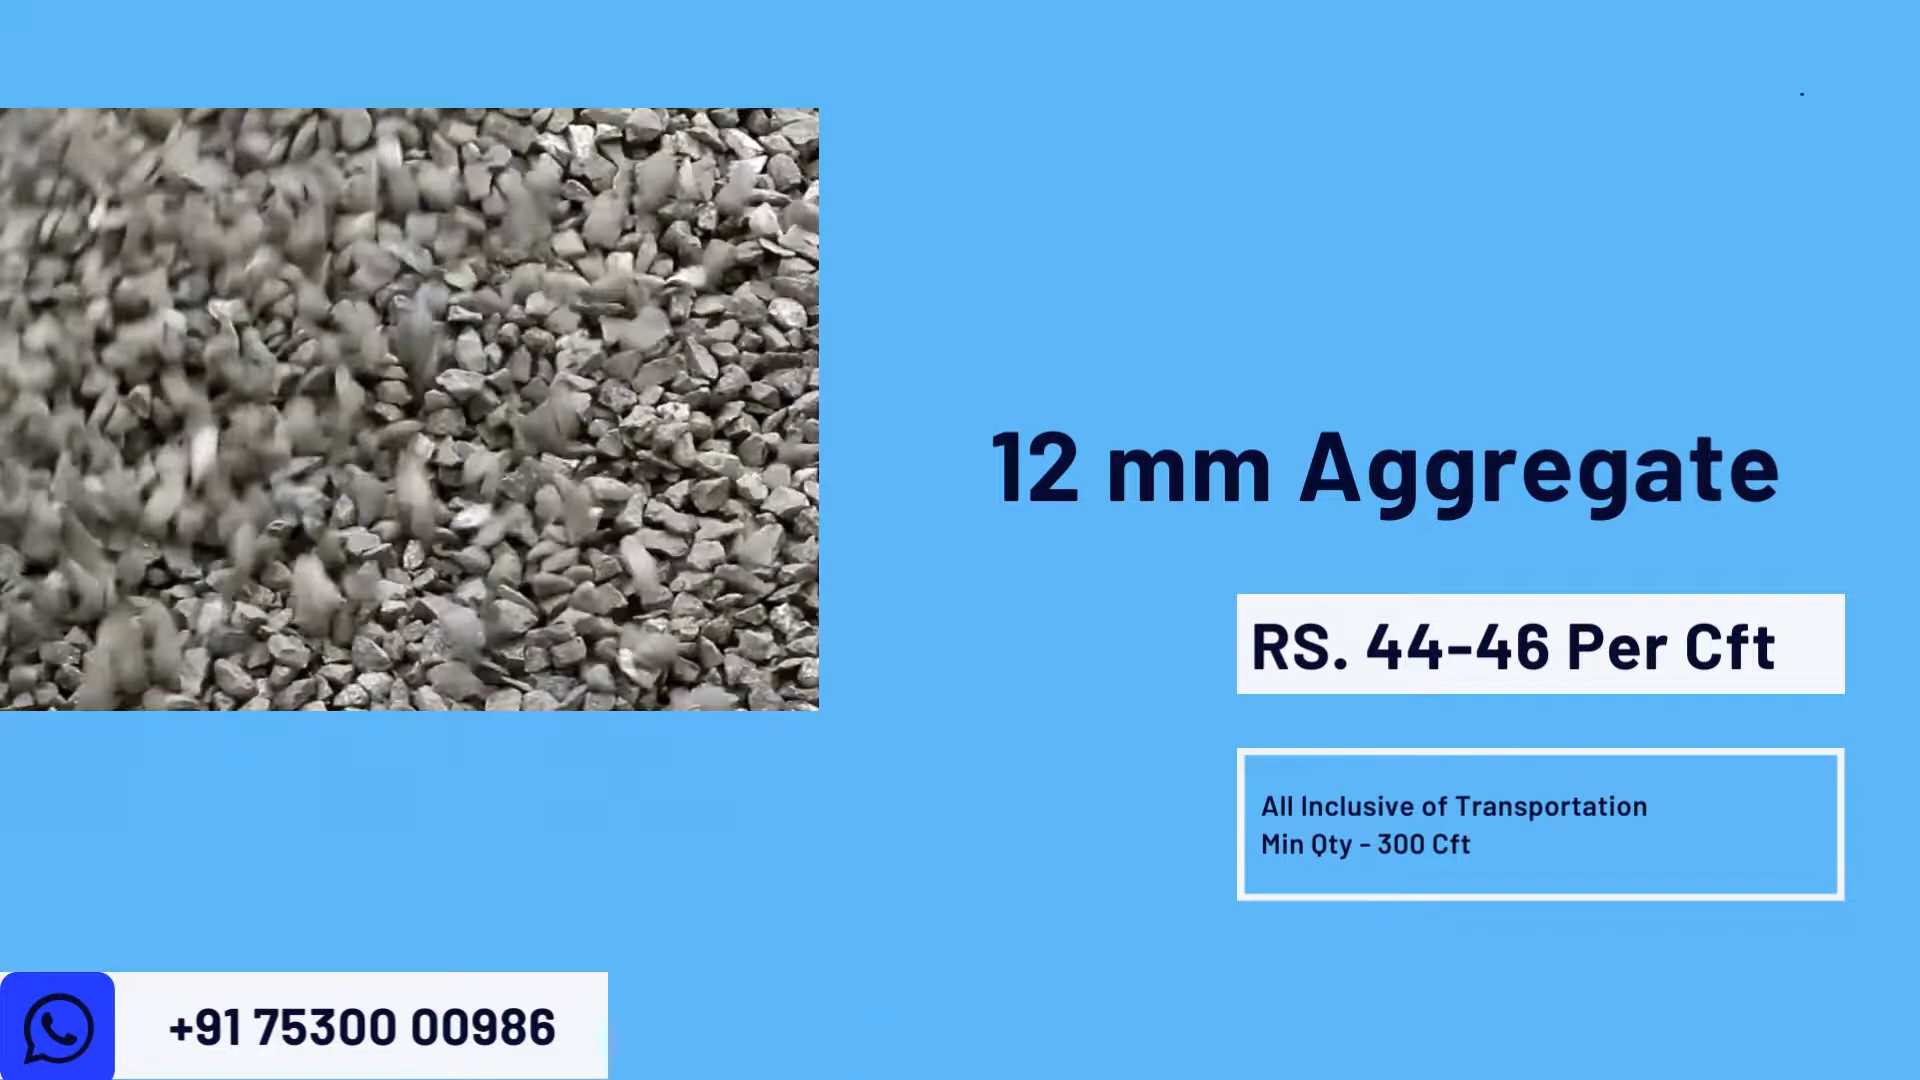 12 mm Aggregate
RS. 44-46 Per Cft
All Inclusive of Transportation
Min Qty - 300 Cft
+91 75300 00986